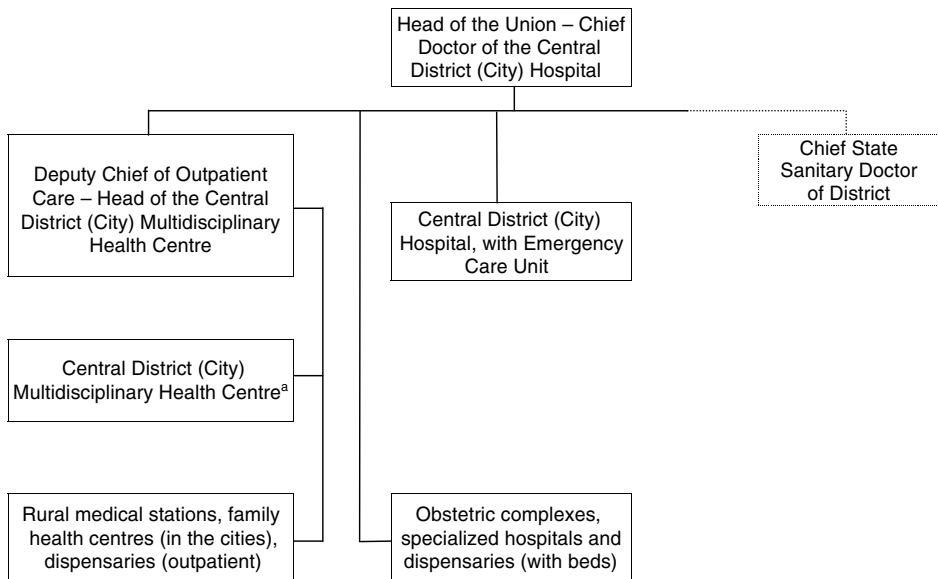 Head of the Union – Chief
Doctor of the Central
District (City) Hospital
Deputy Chief of Outpatient
Care – Head of the Central
District (City) Multidisciplinary
Health Centre
Central District (City)
Hospital, with Emergency
Care Unit
Chief State
Sanitary Doctor
of District
Central District (City)
Multidisciplinary Health Centreᵃ
Rural medical stations, family
health centres (in the cities),
dispensaries (outpatient)
Obstetric complexes,
specialized hospitals and
dispensaries (with beds)